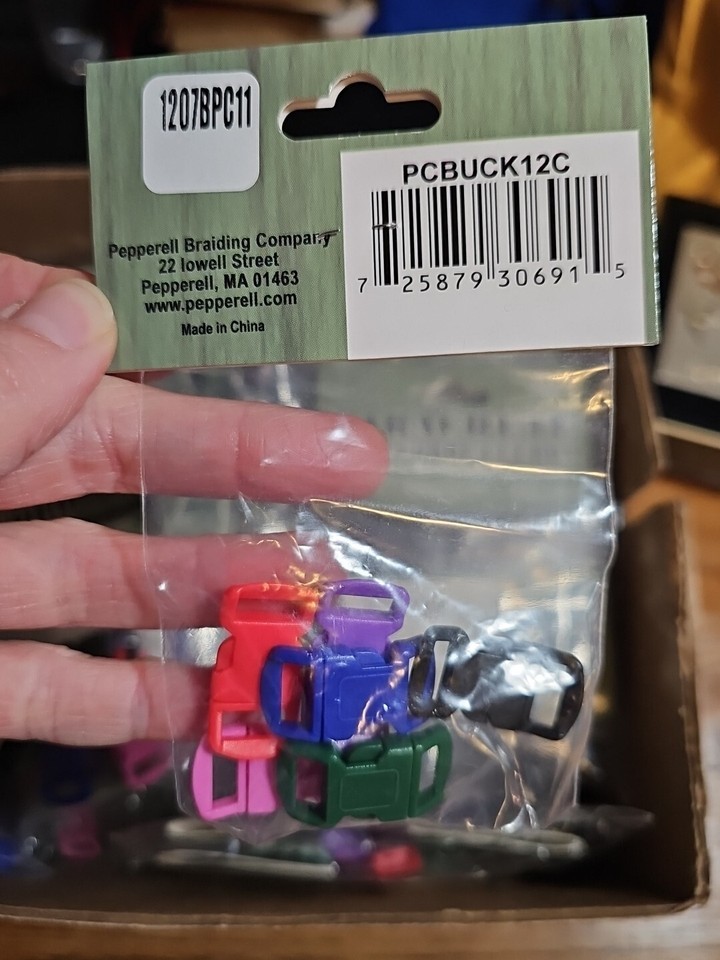 1207BPC11
Pepperell Braiding Company
22 lowell Street
Pepperell, MA 01463
www.pepperell.com
Made in China
PCBUCK12C
7 25879 30691 5